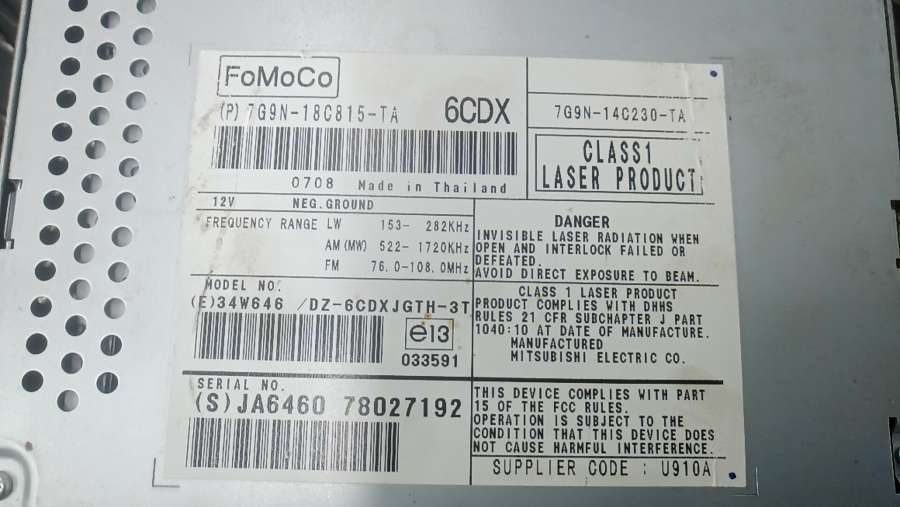 FoMoCo
(P) 7G9N-18C815-TA 6CDX
0708 Made in Thailand
7G9N-14C230-TA
CLASS1
LASER PRODUCT
12V NEG.GROUND
FREQUENCY RANGE LW 153- 282KHz
AM(MW) 522- 1720KHz
FM 76.0-108.0MHz
DANGER
INVISIBLE LASER RADIATION WHEN
OPEN AND INTERLOCK FAILED OR
DEFEATED.
AVOID DIRECT EXPOSURE TO BEAM.
MODEL NO.
(E)34W646 /DZ-6CDXJGTH-3T
e13
033591
CLASS 1 LASER PRODUCT
PRODUCT COMPLIES WITH DHHS
RULES 21 CFR SUBCHAPTER J PART
1040:10 AT DATE OF MANUFACTURE.
MANUFACTURED
MITSUBISHI ELECTRIC CO.
SERIAL NO.
(S)JA6460 78027192
THIS DEVICE COMPLIES WITH PART
15 OF THE FCC RULES.
OPERATION IS SUBJECT TO THE
CONDITION THAT THIS DEVICE DOES
NOT CAUSE HARMFUL INTERFERENCE.
SUPPLIER CODE : U910A